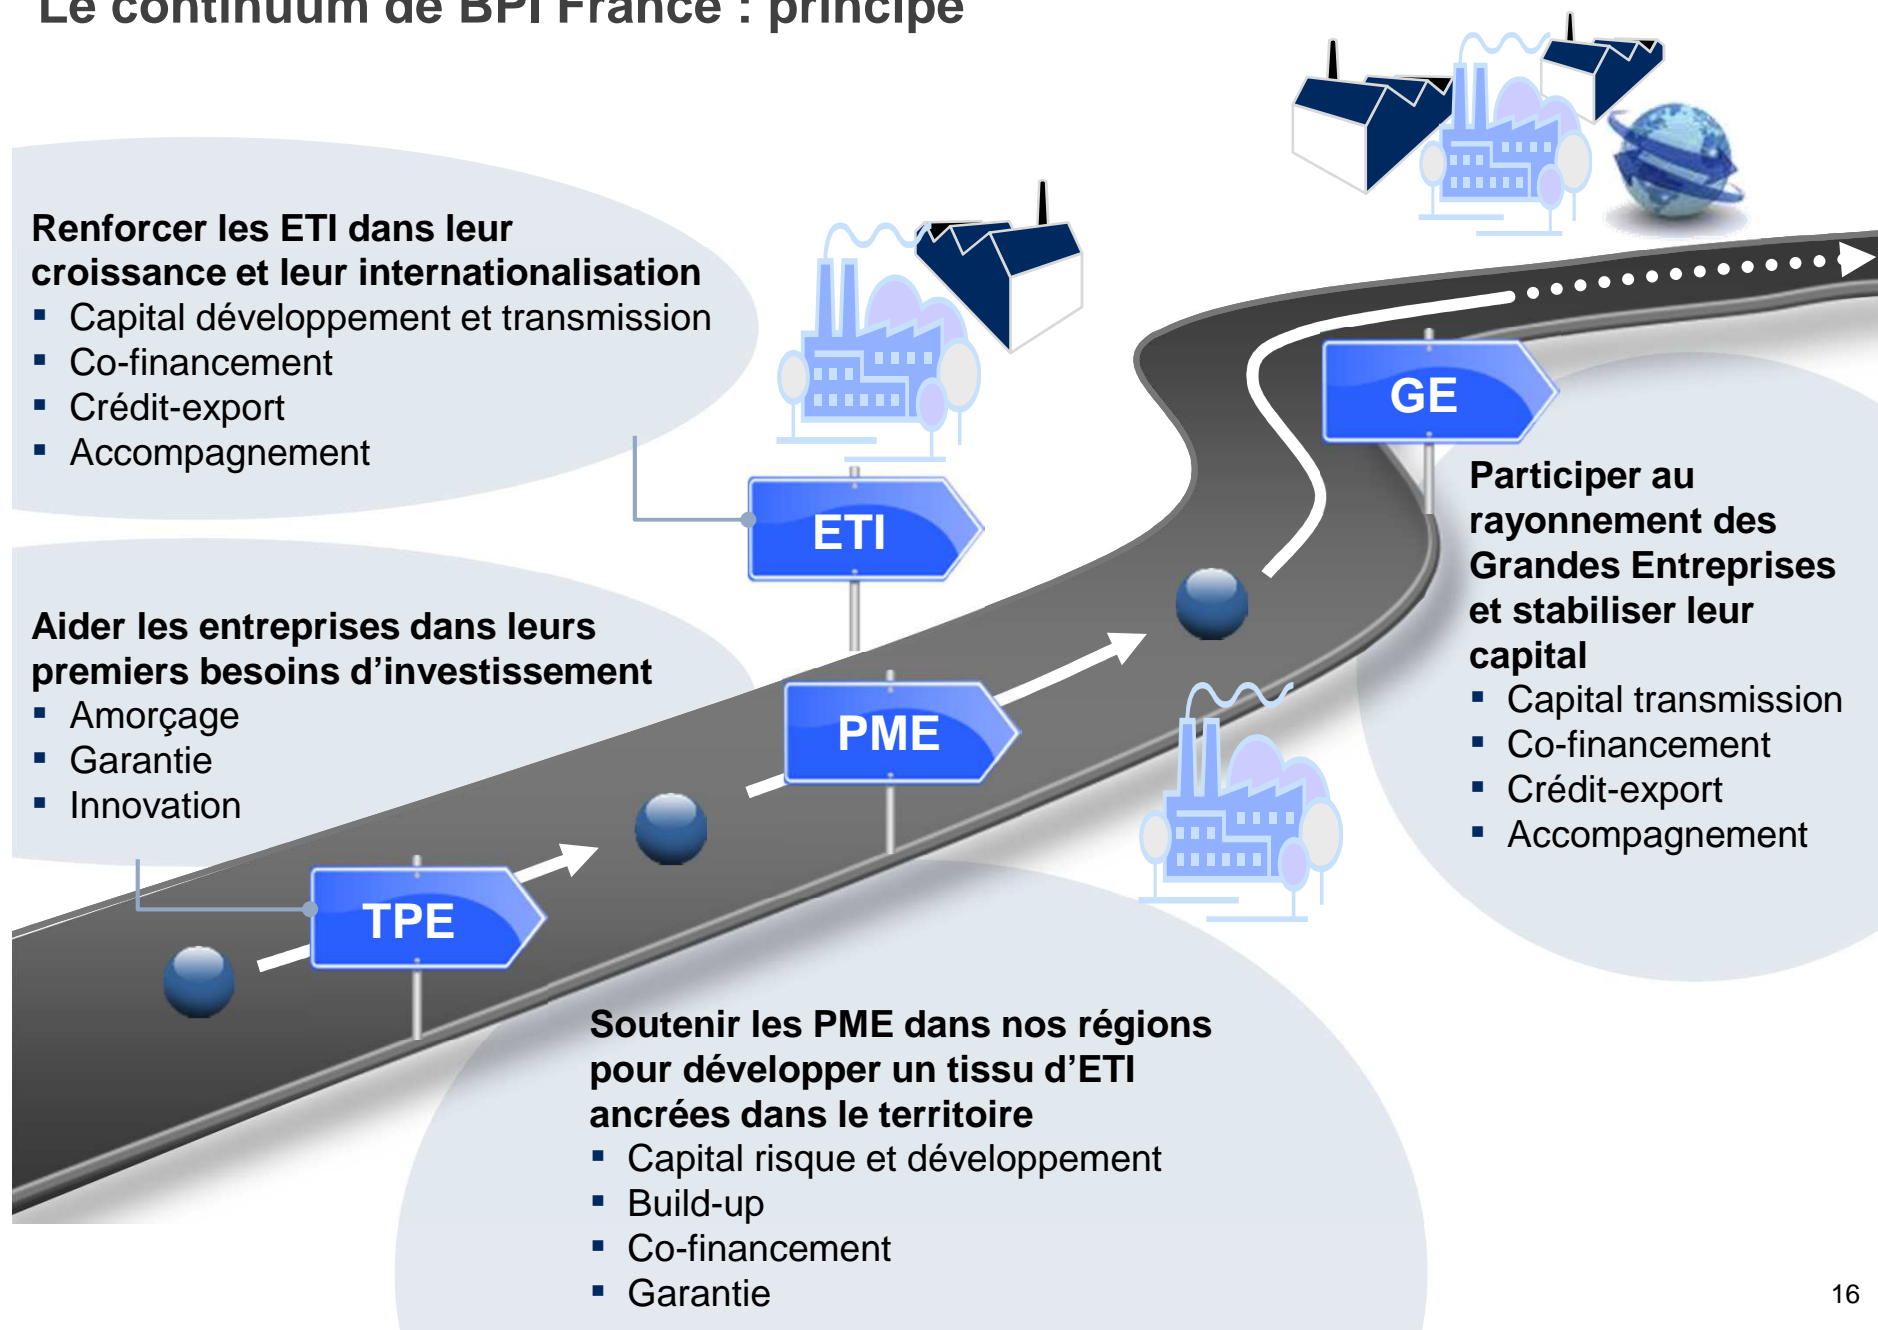 Le continuum de BPI France : principe
Renforcer les ETI dans leur
croissance et leur internationalisation
▪ Capital développement et transmission
▪ Co-financement
▪ Crédit-export
▪ Accompagnement
ETI
GE
Participer au
rayonnement des
Grandes Entreprises
et stabiliser leur
capital
▪ Capital transmission
▪ Co-financement
▪ Crédit-export
▪ Accompagnement
Aider les entreprises dans leurs
premiers besoins d’investissement
▪ Amorçage
▪ Garantie
▪ Innovation
PME
TPE
Soutenir les PME dans nos régions
pour développer un tissu d’ETI
ancrées dans le territoire
▪ Capital risque et développement
▪ Build-up
▪ Co-financement
▪ Garantie
16